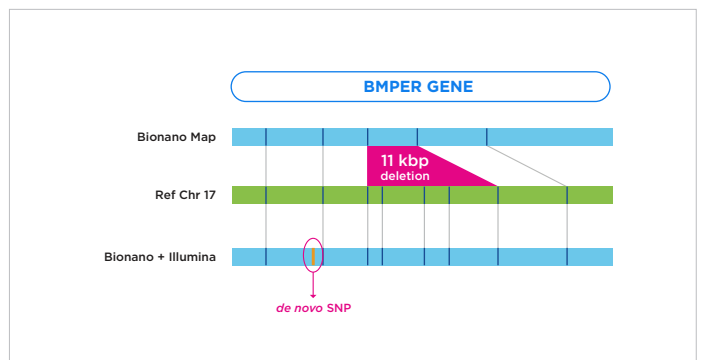 BMPER GENE
Bionano Map
11 kbp
deletion
Ref Chr 17
Bionano + Illumina
de novo SNP